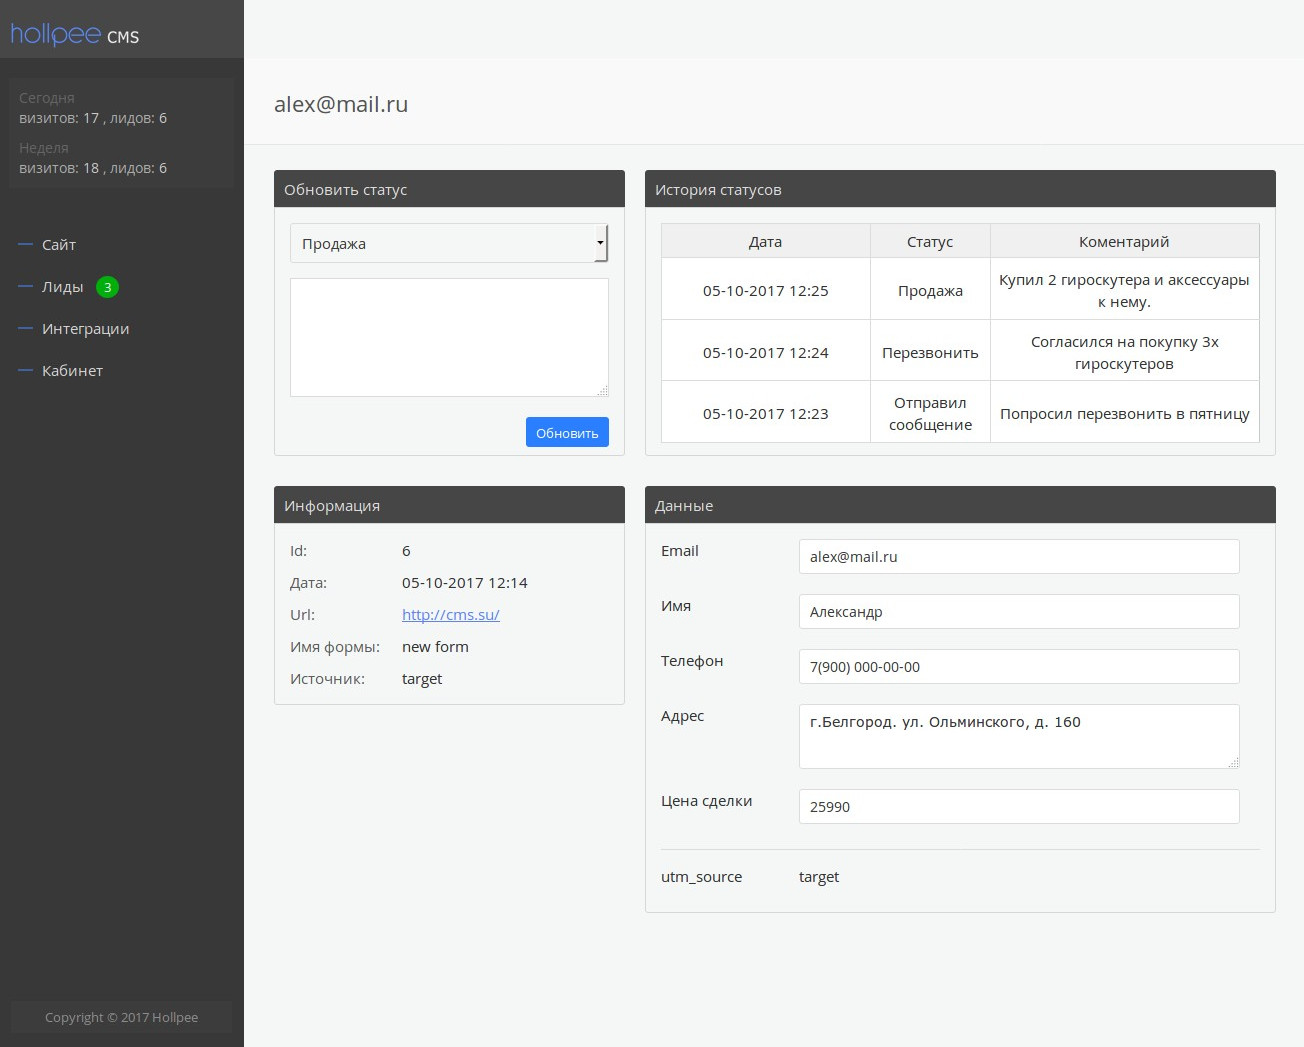 hollpee CMS
Сегодня
визитов: 17 , лидов: 6
Неделя
визитов: 18 , лидов: 6
Сайт
Лиды 3
Интеграции
Кабинет
Copyright © 2017 Hollpee
alex@mail.ru
Обновить статус
Продажа
Обновить
История статусов
Дата Статус Коментарий
05-10-2017 12:25 Продажа Купил 2 гироскутера и аксессуары
к нему.
05-10-2017 12:24 Перезвонить Согласился на покупку 3х
гироскутеров
05-10-2017 12:23 Отправил
сообщение Попросил перезвонить в пятницу
Информация
Id: 6
Дата: 05-10-2017 12:14
Url: http://cms.su/
Имя формы: new form
Источник: target
Данные
Email alex@mail.ru
Имя Александр
Телефон 7(900) 000-00-00
Адрес г.Белгород. ул. Ольминского, д. 160
Цена сделки 25990
utm_source target